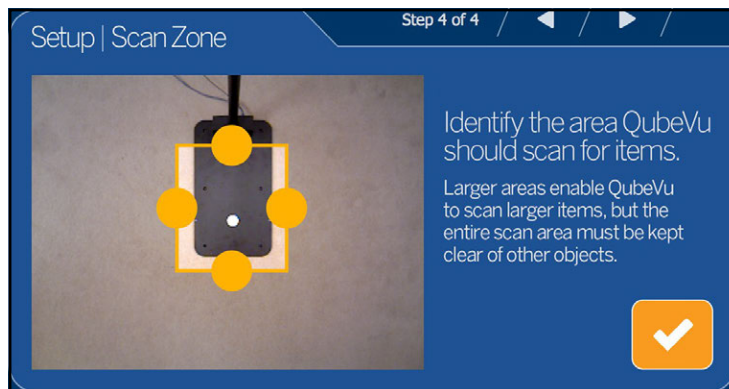 Setup | Scan Zone
Step 4 of 4
Identify the area QubeVu
should scan for items.
Larger areas enable QubeVu
to scan larger items, but the
entire scan area must be kept
clear of other objects.